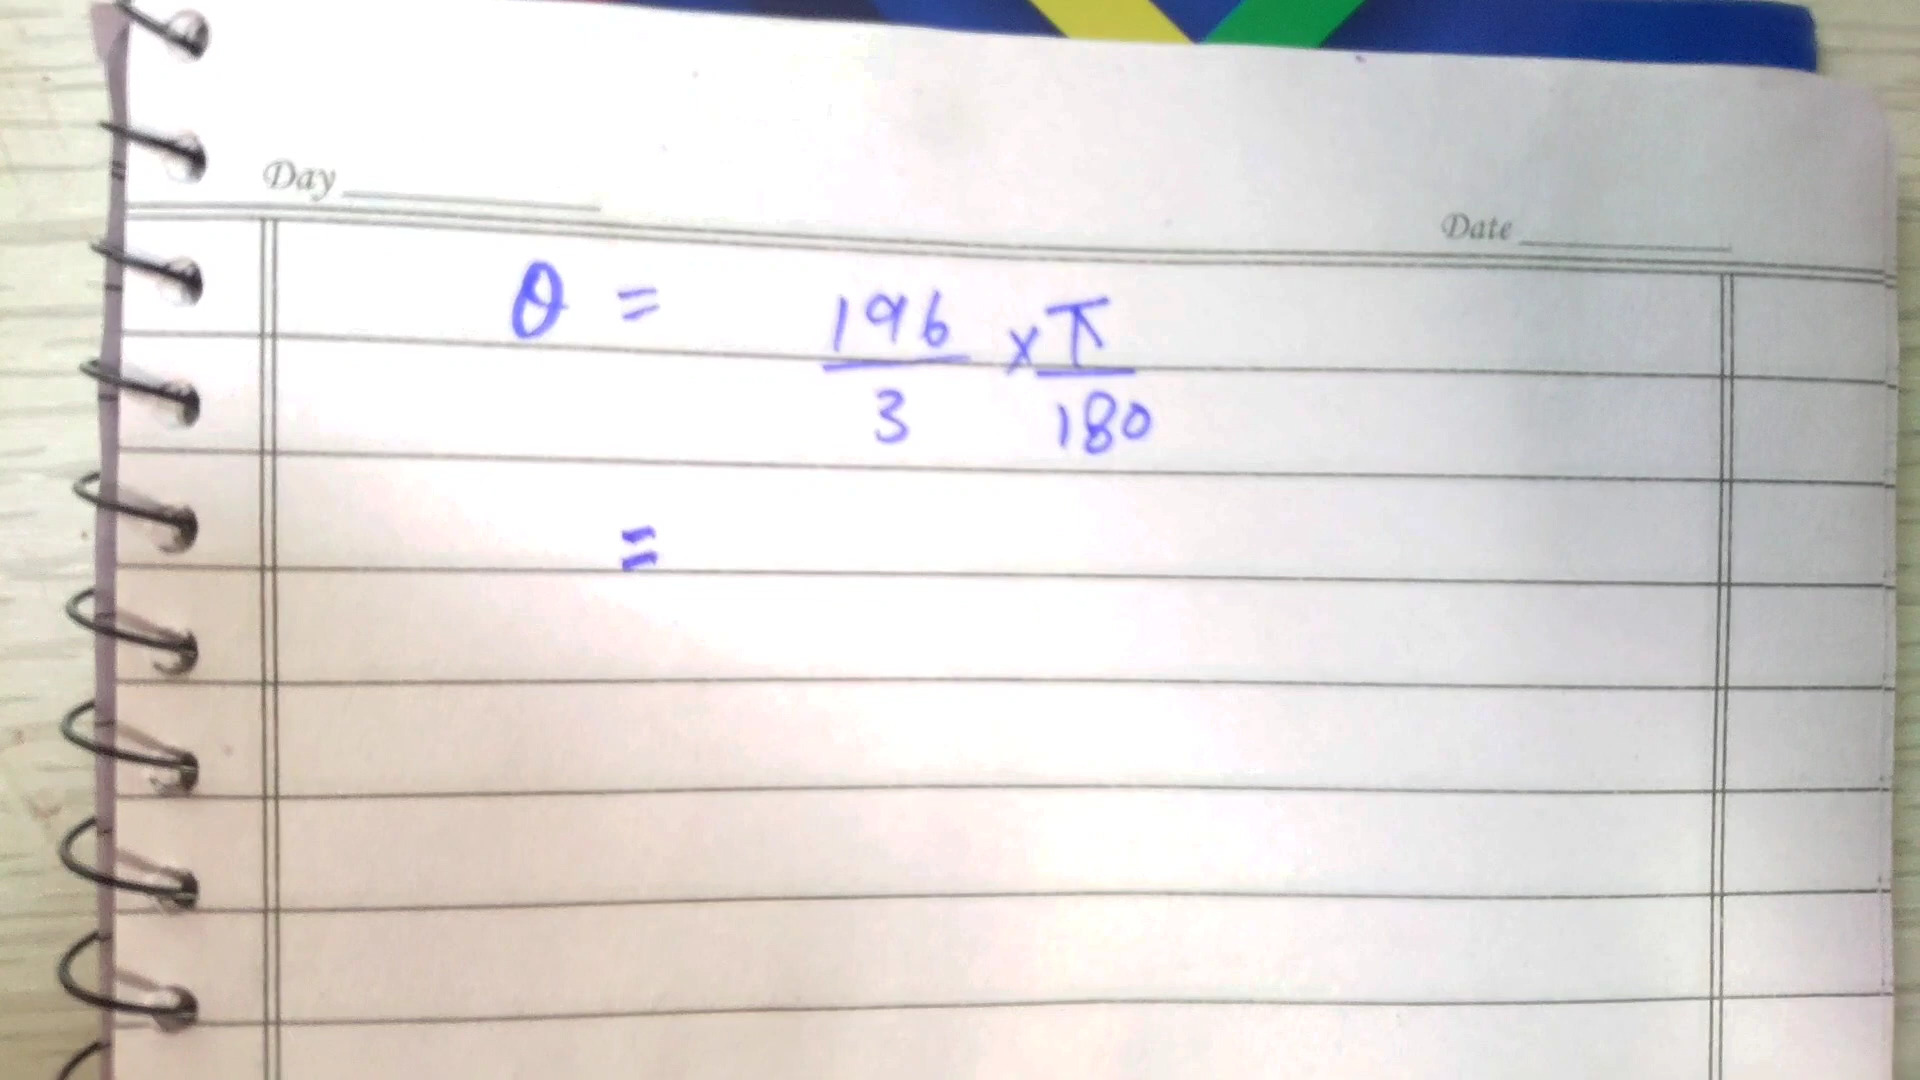 Day
Date
θ = 196/3 × π/180
=